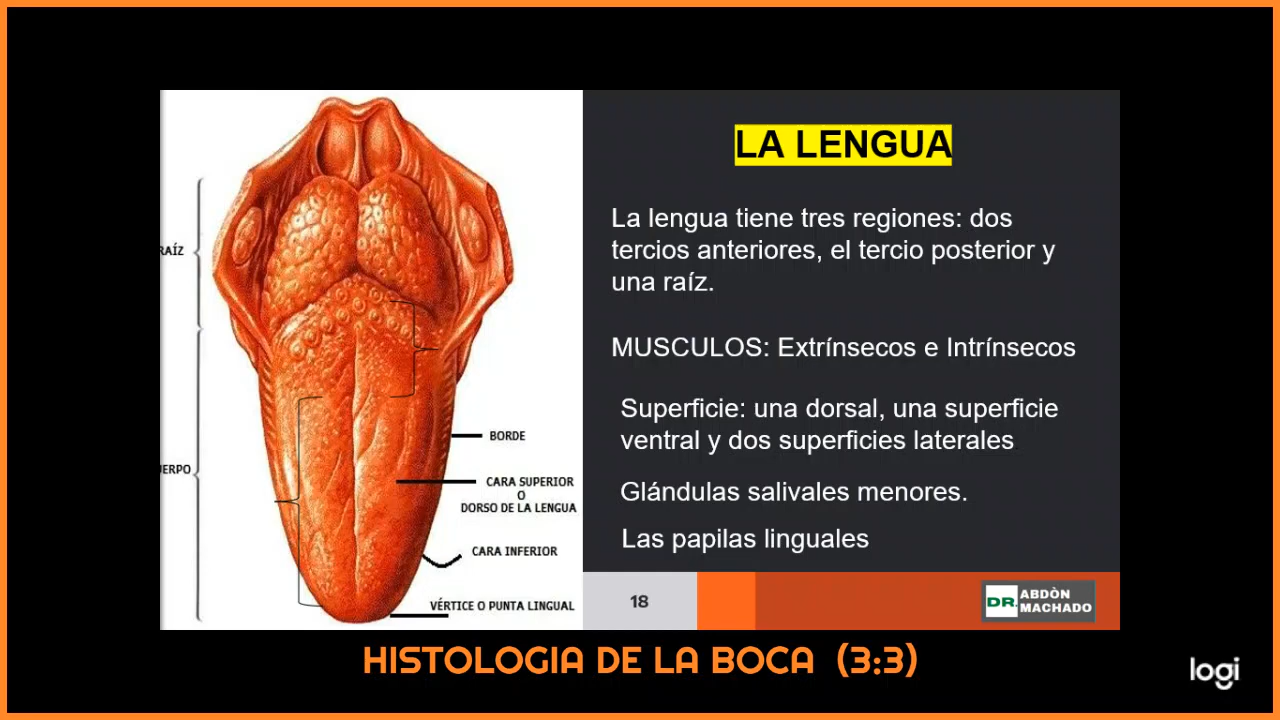 LA LENGUA
La lengua tiene tres regiones: dos
tercios anteriores, el tercio posterior y
una raíz.
MUSCULOS: Extrínsecos e Intrínsecos
Superficie: una dorsal, una superficie
ventral y dos superficies laterales
Glándulas salivales menores.
Las papilas linguales
RAÍZ
UERPO
BORDE
CARA SUPERIOR
O
DORSO DE LA LENGUA
CARA INFERIOR
VÉRTICE O PUNTA LINGUAL
18
DR. ABDÒN
MACHADO
HISTOLOGIA DE LA BOCA (3:3)
logi